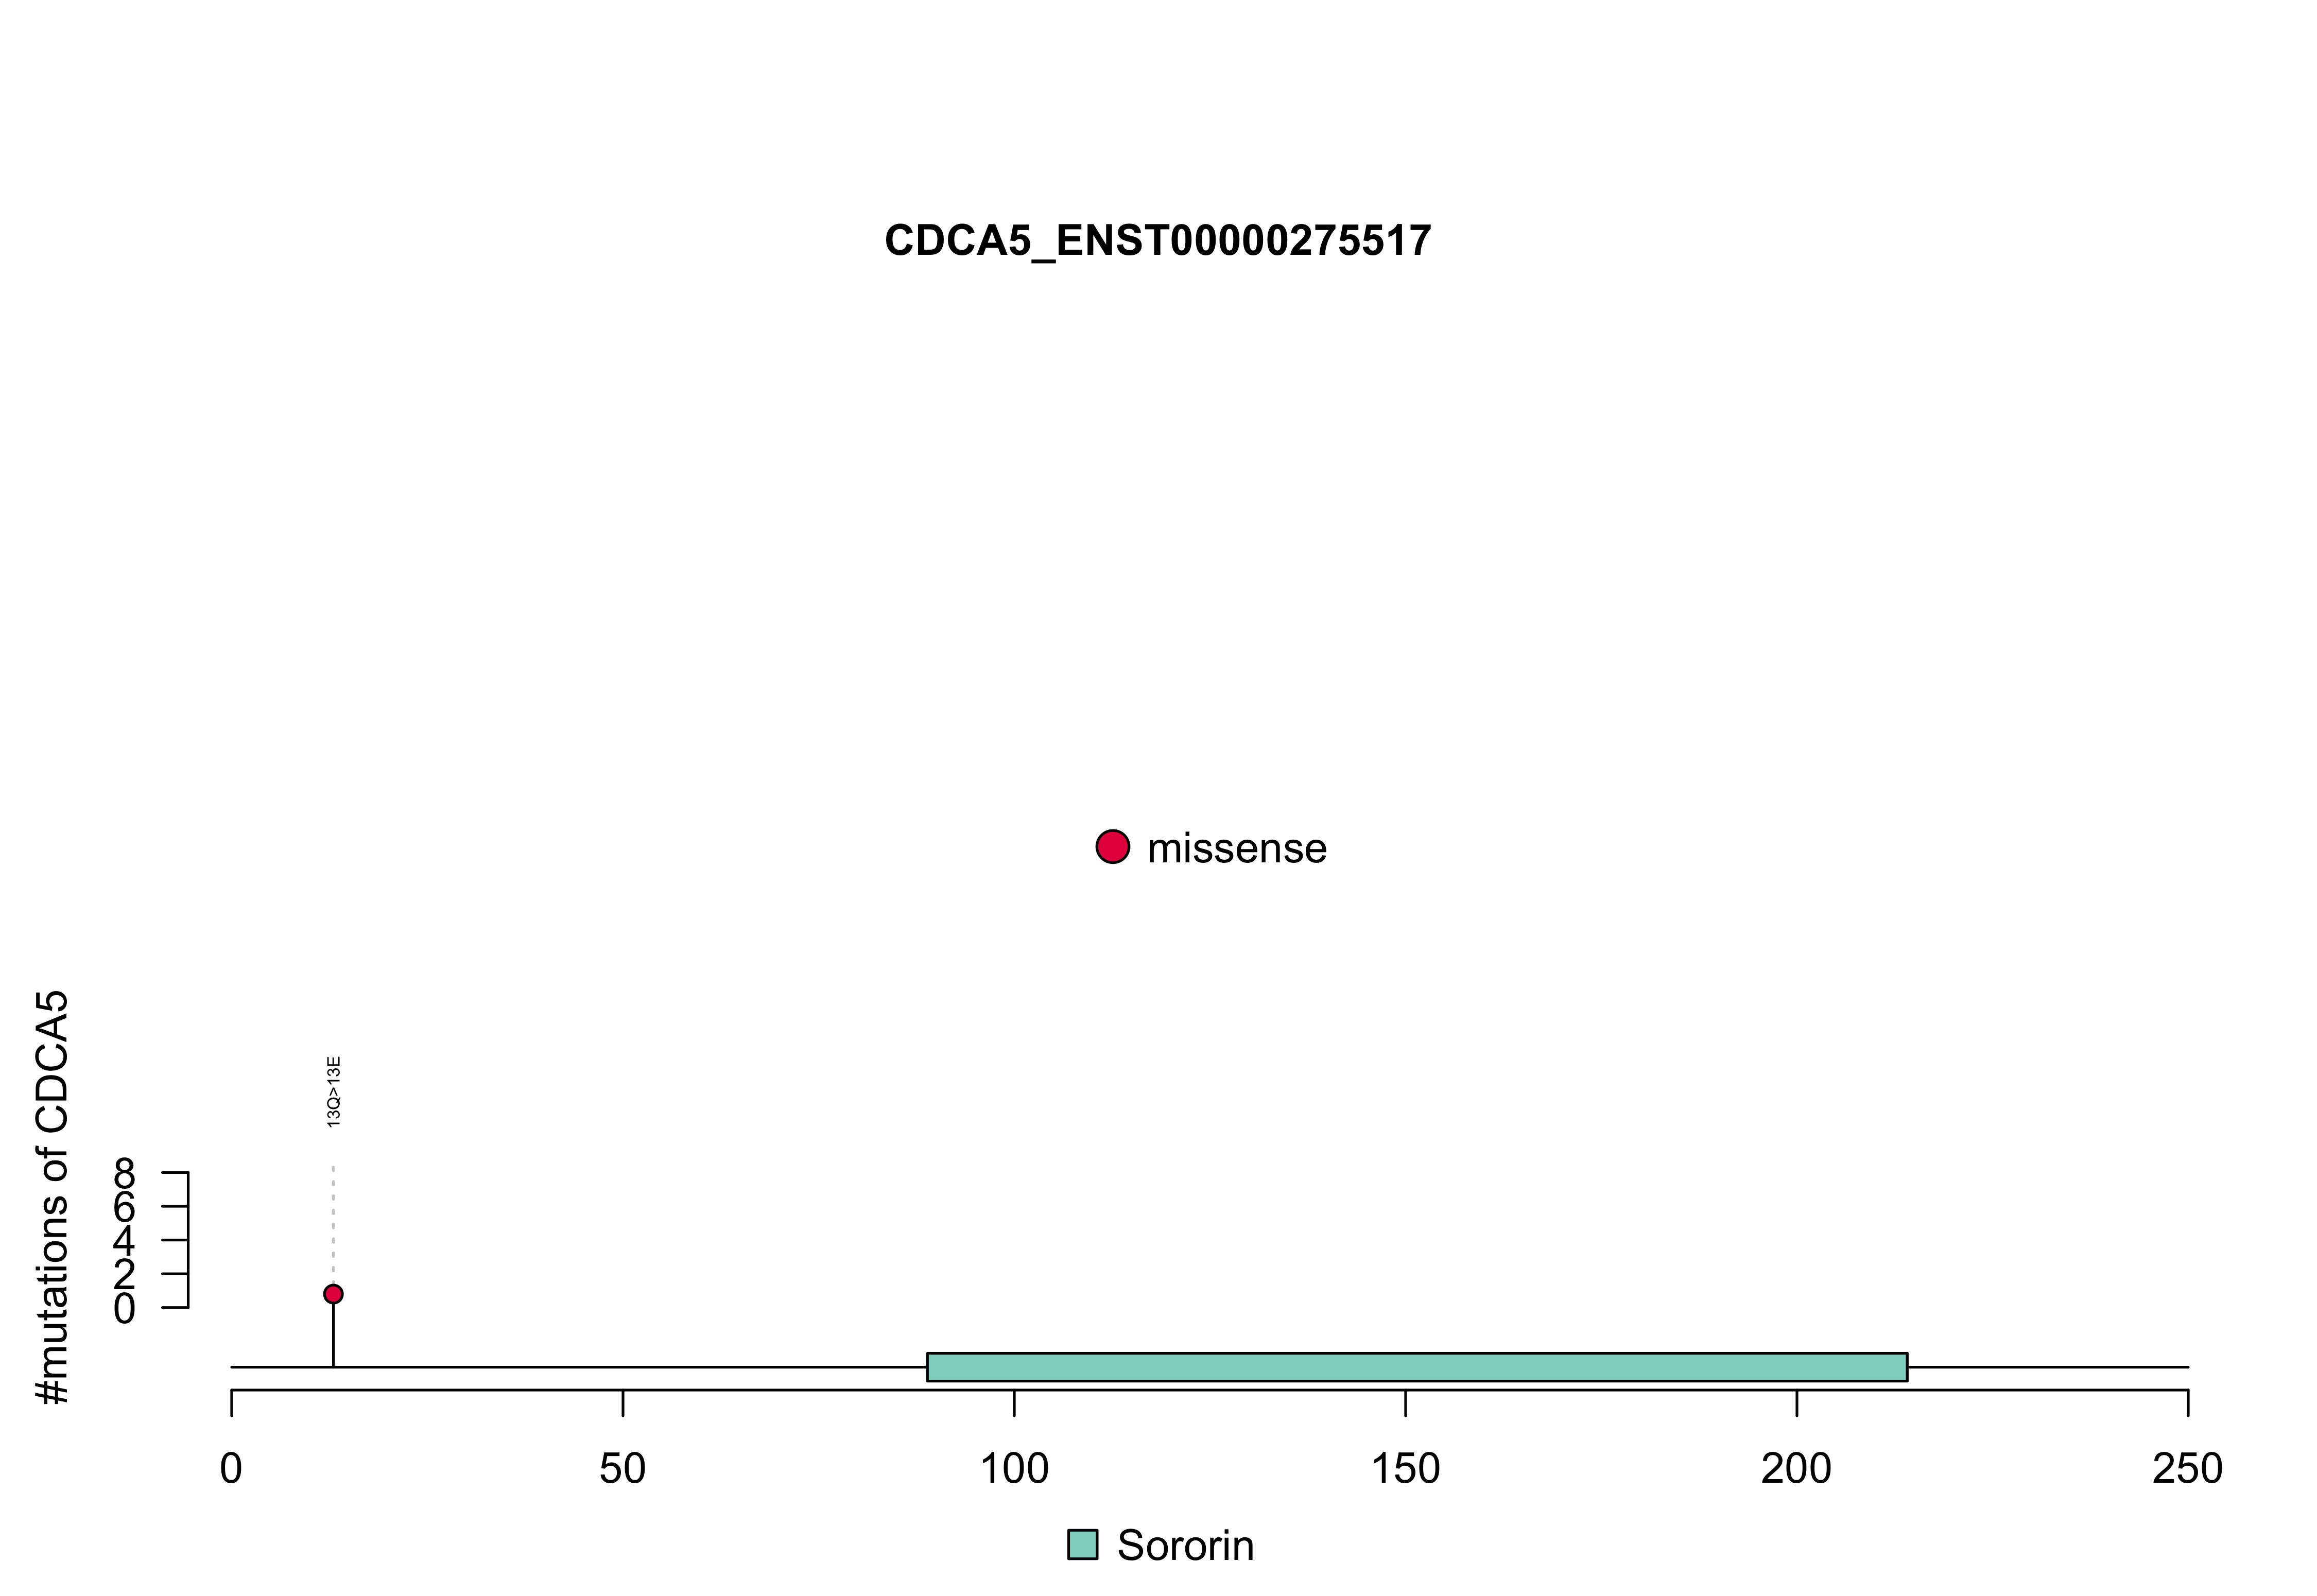 CDCA5_ENST00000275517
missense
#mutations of CDCA5
13Q>13E
8
6
4
2
0
0 50 100 150 200 250
Sororin